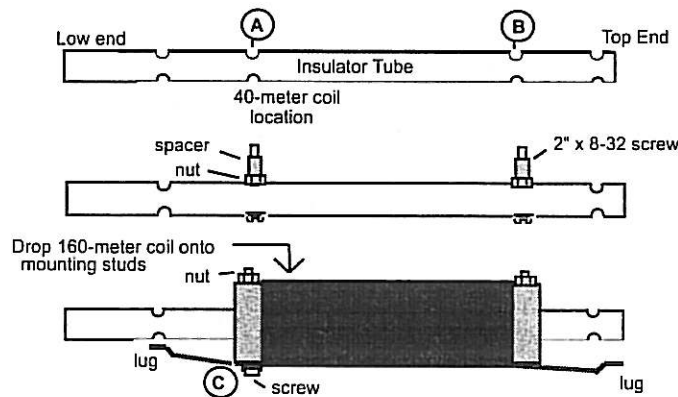 A
B
Low end
Top End
Insulator Tube
40-meter coil
location
spacer
nut
2" x 8-32 screw
Drop 160-meter coil onto
mounting studs
nut
lug
C
screw
lug